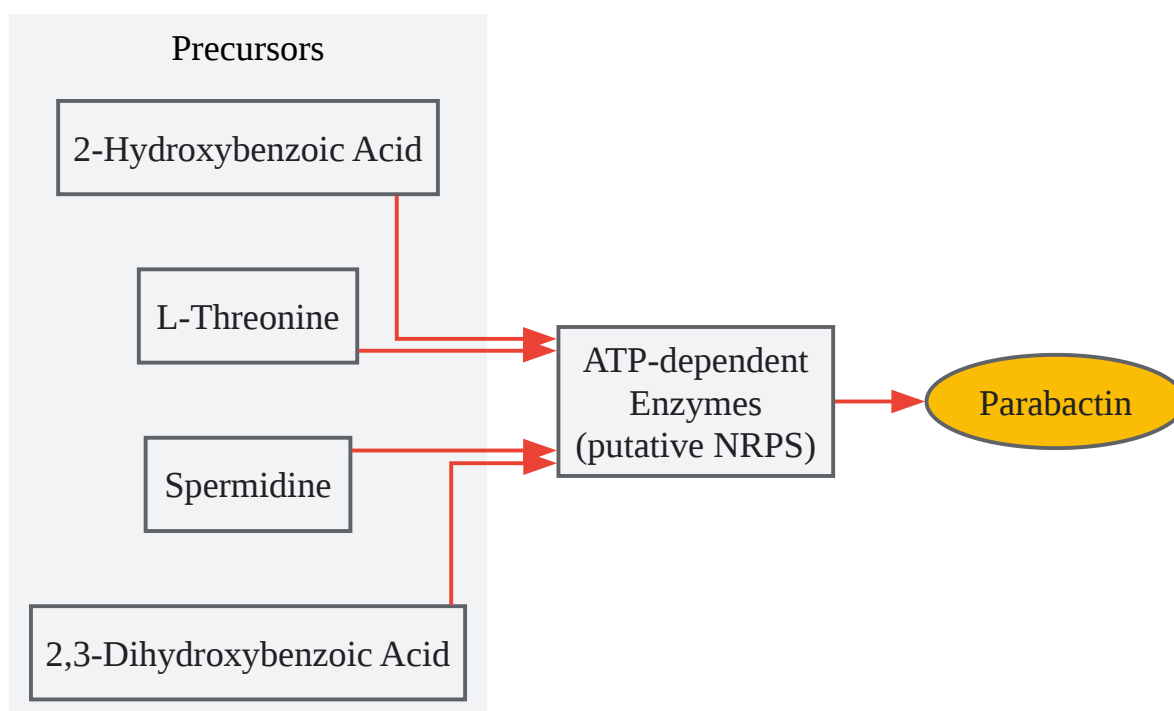 Precursors
2-Hydroxybenzoic Acid
L-Threonine
Spermidine
2,3-Dihydroxybenzoic Acid
ATP-dependent
Enzymes
(putative NRPS)
Parabactin